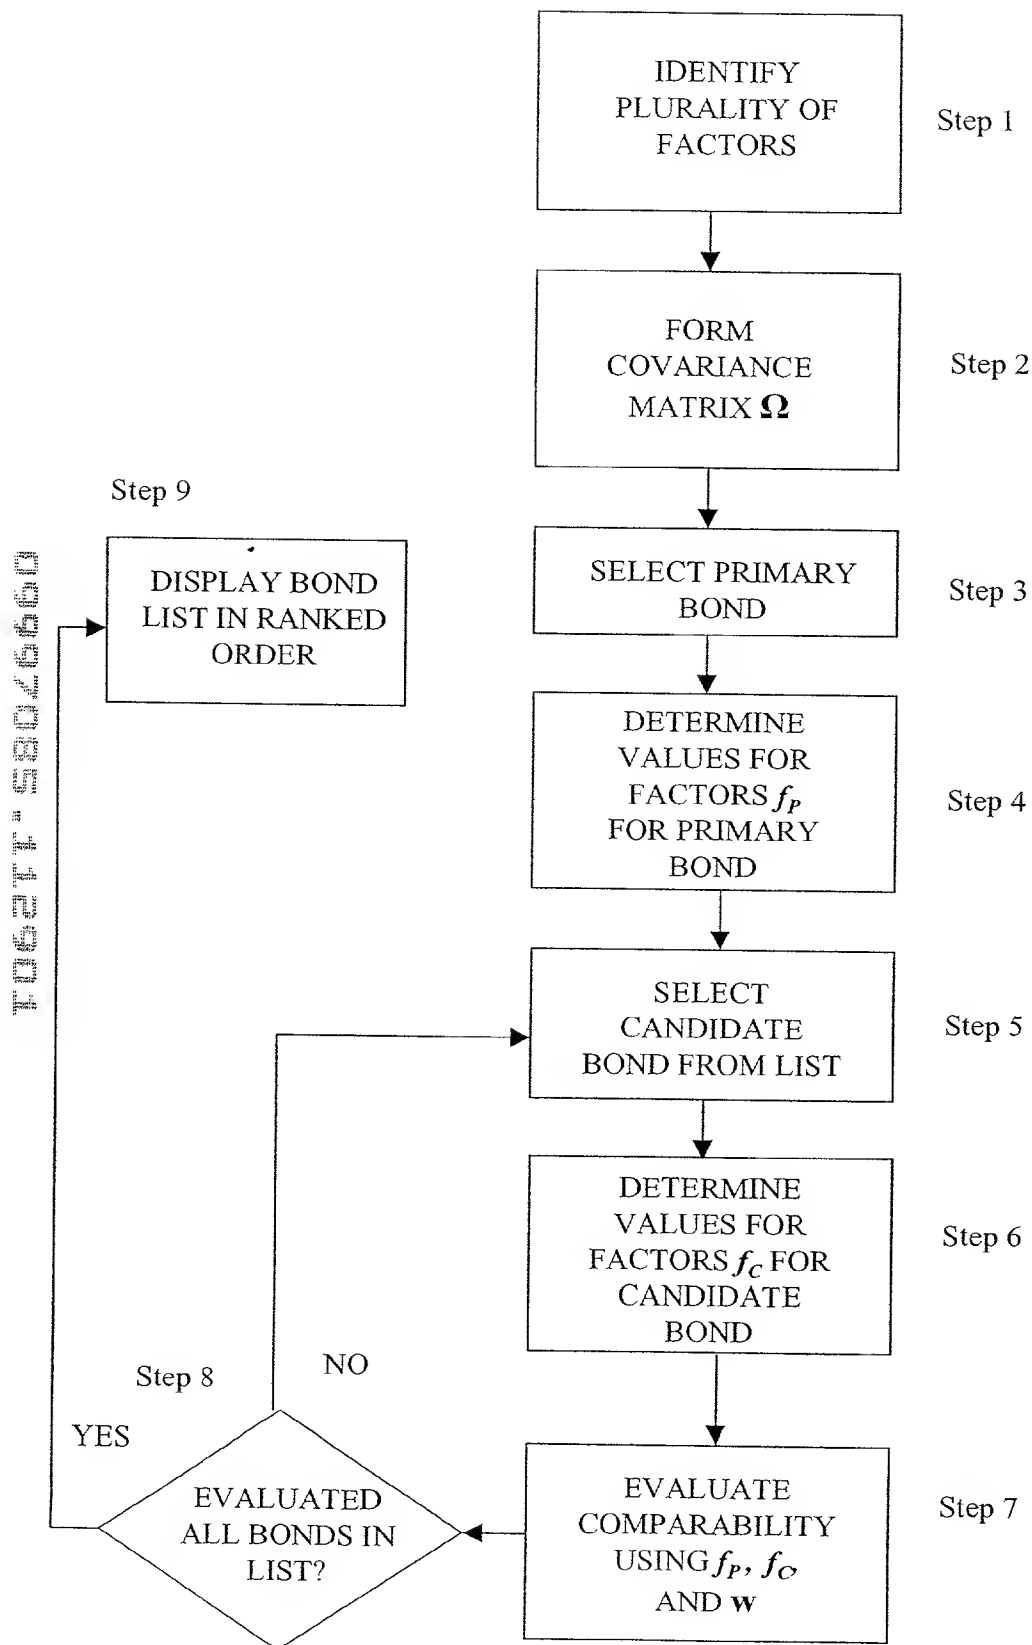 IDENTIFY
PLURALITY OF
FACTORS
Step 1
FORM
COVARIANCE
MATRIX Ω
Step 2
SELECT PRIMARY
BOND
Step 3
DETERMINE
VALUES FOR
FACTORS fP
FOR PRIMARY
BOND
Step 4
SELECT
CANDIDATE
BOND FROM LIST
Step 5
DETERMINE
VALUES FOR
FACTORS fC FOR
CANDIDATE
BOND
Step 6
EVALUATE
COMPARABILITY
USING fP, fC,
AND w
Step 7
Step 8
EVALUATED
ALL BONDS IN
LIST?
NO
YES
Step 9
DISPLAY BOND
LIST IN RANKED
ORDER
09997085.112901